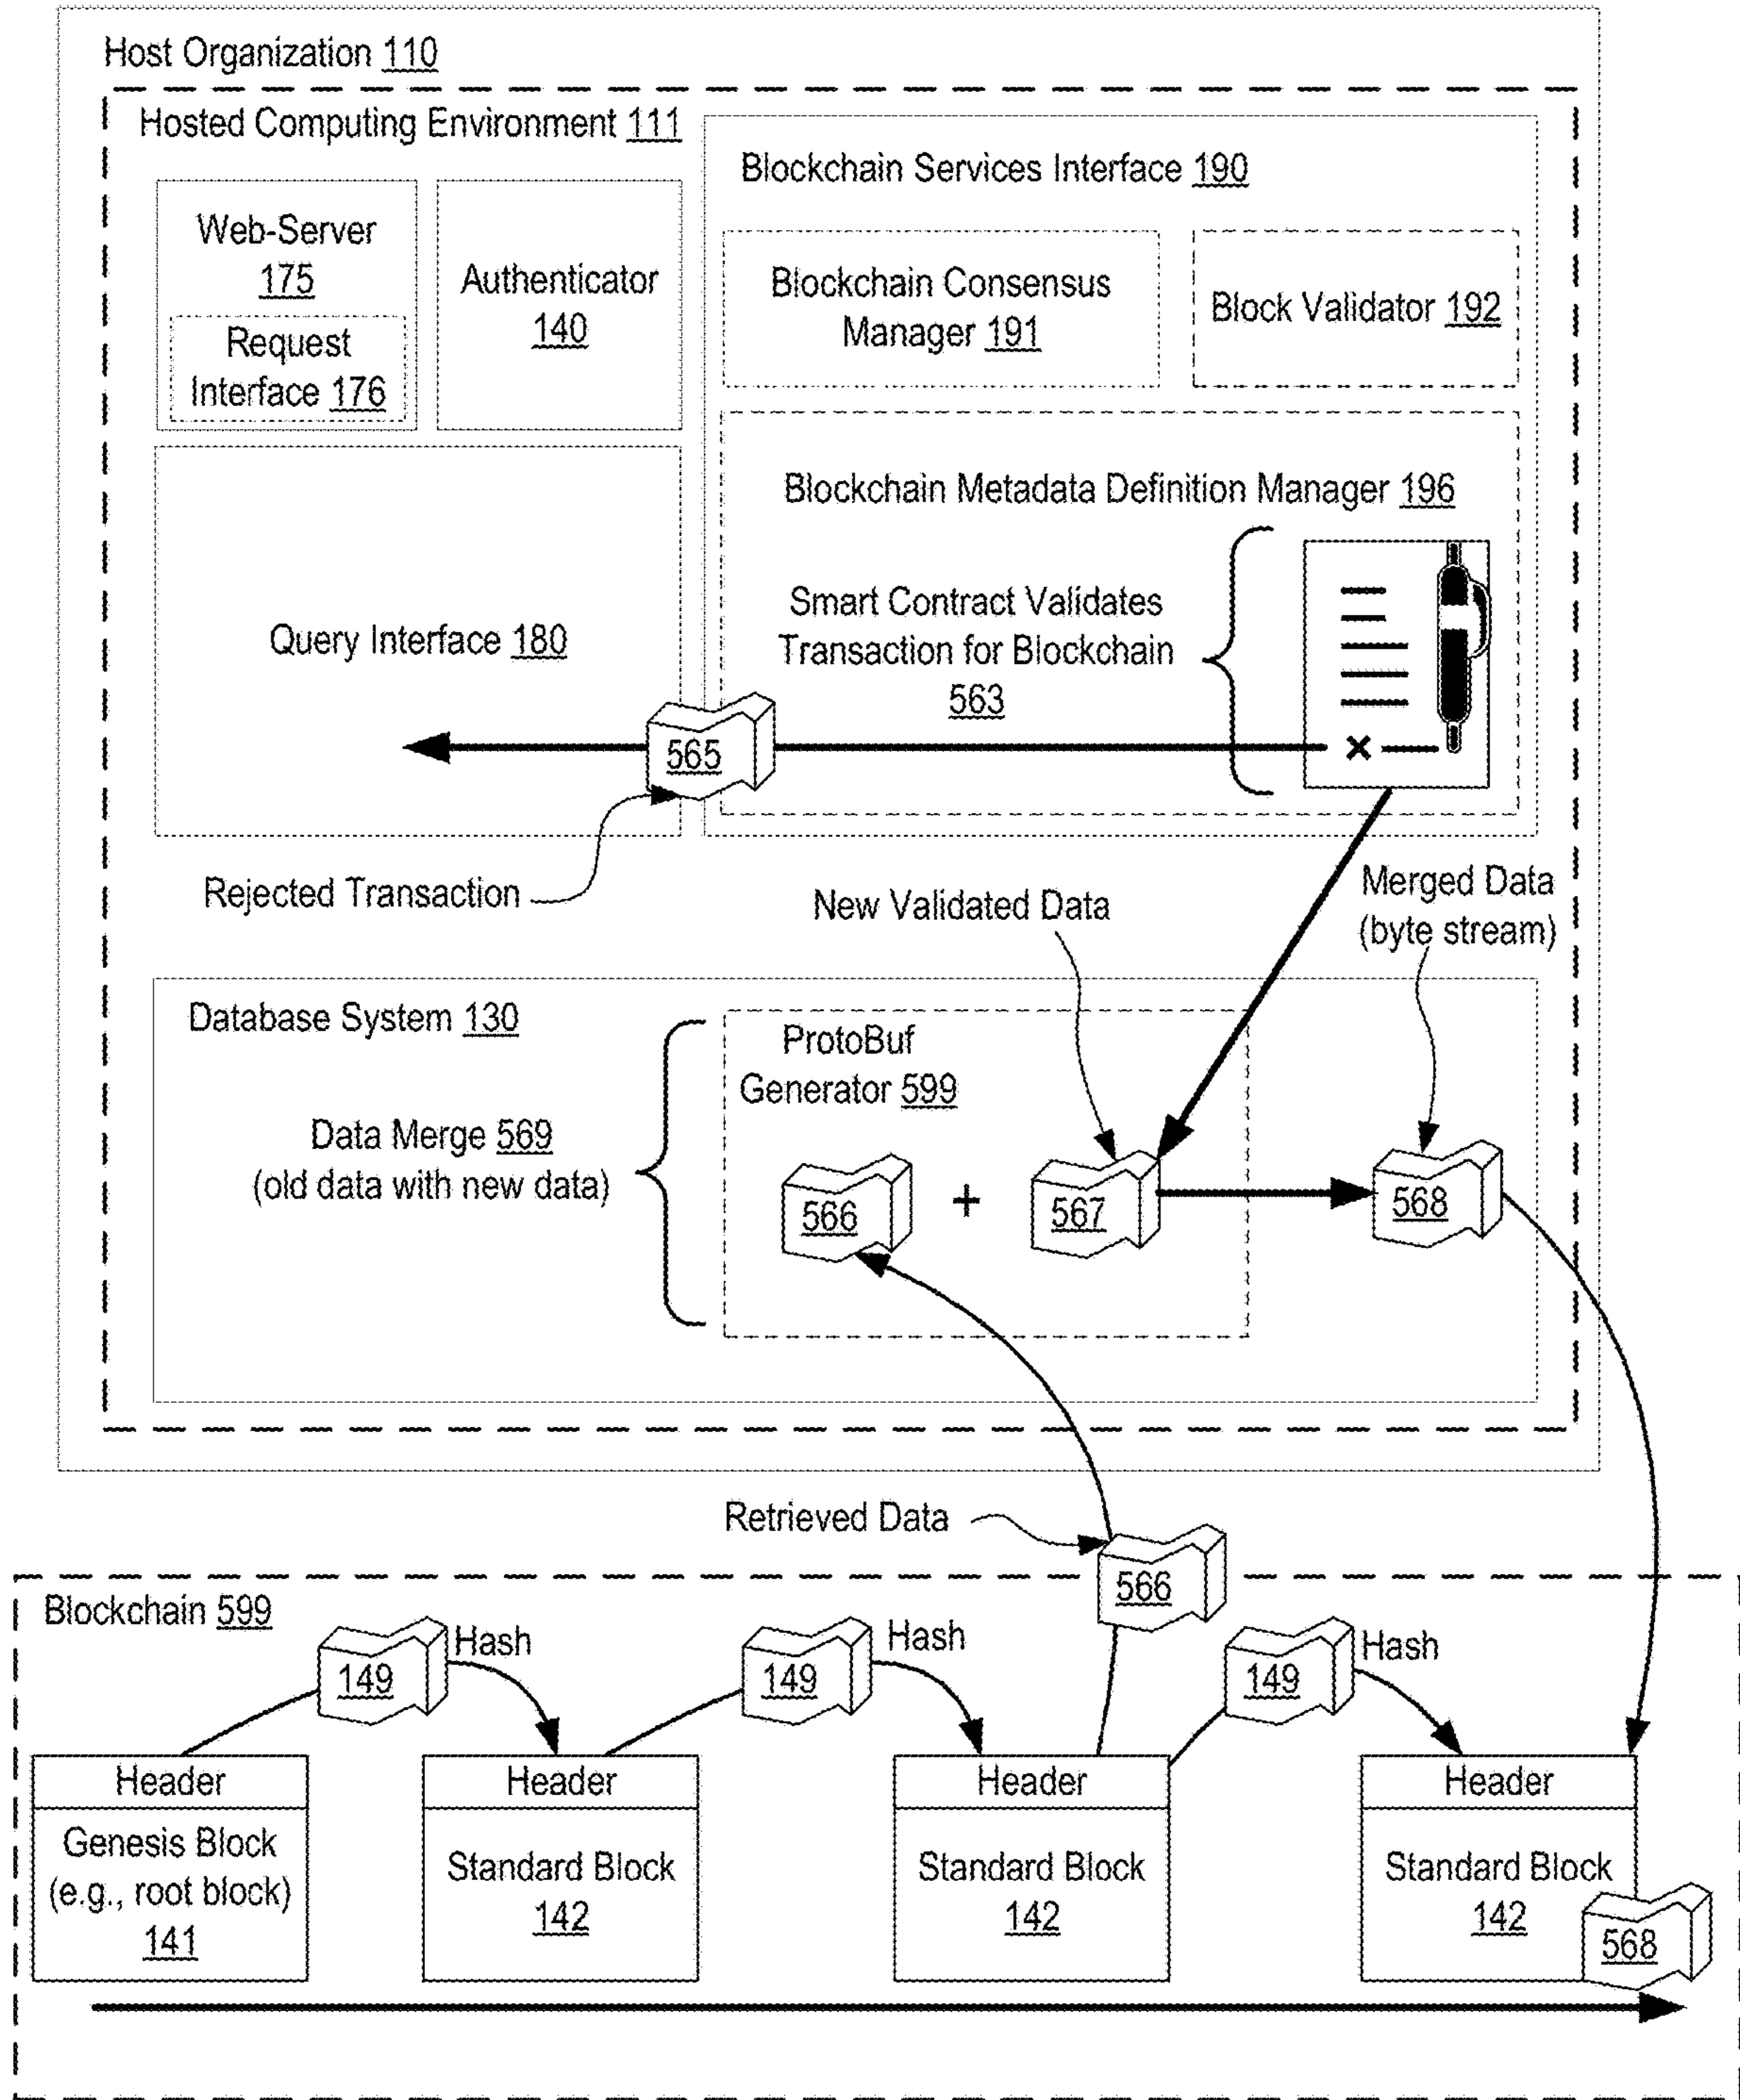 Host Organization 110
Hosted Computing Environment 111
Web-Server
175
Request
Interface 176
Authenticator
140
Blockchain Services Interface 190
Blockchain Consensus
Manager 191
Block Validator 192
Query Interface 180
Blockchain Metadada Definition Manager 196
Smart Contract Validates
Transaction for Blockchain
563
565
Rejected Transaction
New Validated Data
Merged Data
(byte stream)
Database System 130
ProtoBuf
Generator 599
Data Merge 569
(old data with new data)
566
+
567
568
Retrieved Data
566
Blockchain 599
149
Hash
149
Hash
149
Hash
Header
Genesis Block
(e.g., root block)
141
Header
Standard Block
142
Header
Standard Block
142
Header
Standard Block
142
568